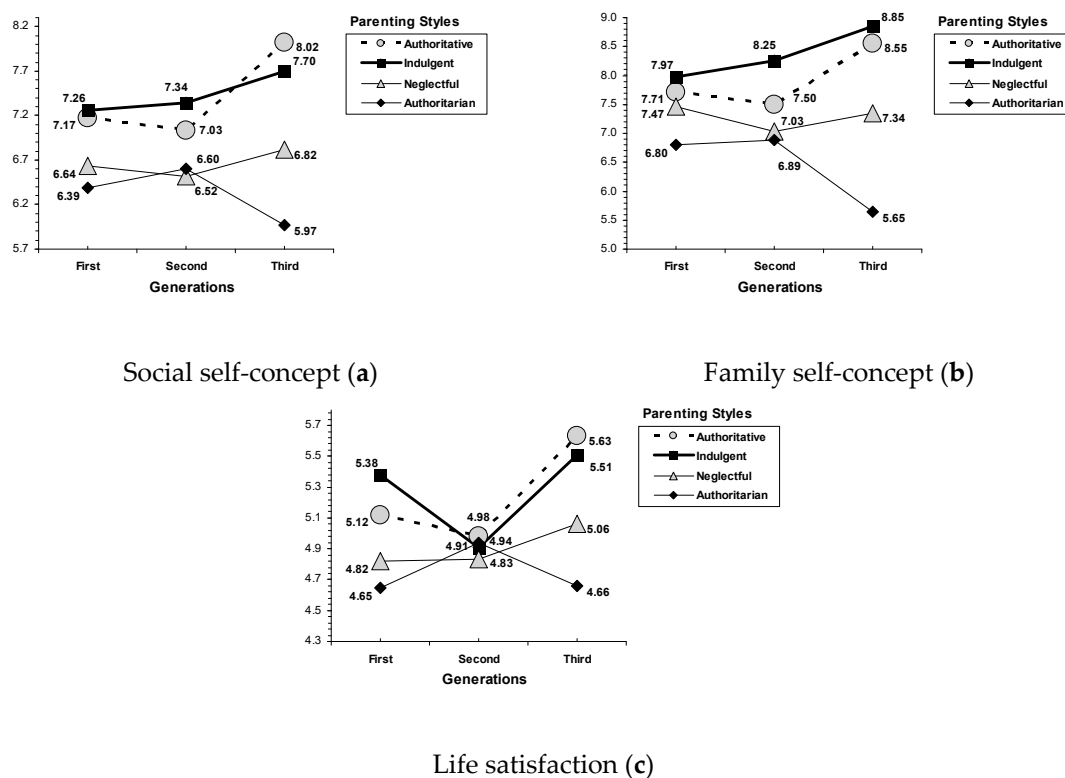 Parenting Styles
Authoritative
Indulgent
Neglectful
Authoritarian
8.2
7.7
7.2
6.7
6.2
5.7
7.26
7.17
6.64
6.39
7.34
7.03
6.60
6.52
8.02
7.70
6.82
5.97
First Second Third
Generations
Social self-concept (a)
Parenting Styles
Authoritative
Indulgent
Neglectful
Authoritarian
9.0
8.5
8.0
7.5
7.0
6.5
6.0
5.5
5.0
7.97
7.71
7.47
6.80
8.25
7.50
7.03
6.89
8.85
8.55
7.34
5.65
First Second Third
Generations
Family self-concept (b)
Parenting Styles
Authoritative
Indulgent
Neglectful
Authoritarian
5.7
5.5
5.3
5.1
4.9
4.7
4.5
4.3
5.38
5.12
4.82
4.65
4.98
4.91 4.94
4.83
5.63
5.51
5.06
4.66
First Second Third
Generations
Life satisfaction (c)